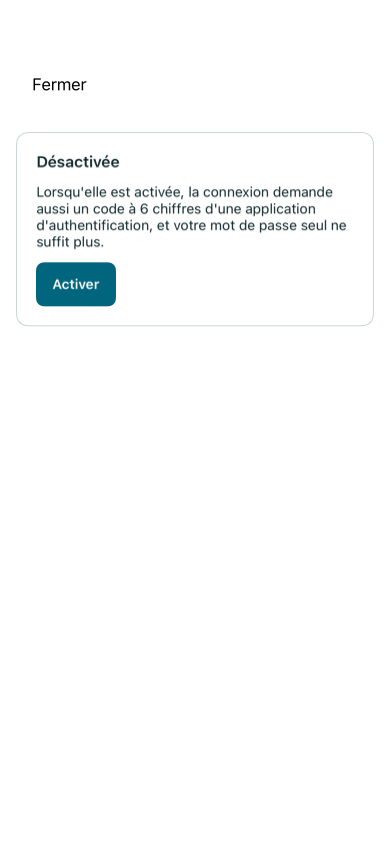 Fermer
Désactivée
Lorsqu'elle est activée, la connexion demande
aussi un code à 6 chiffres d'une application
d'authentification, et votre mot de passe seul ne
suffit plus.
Activer